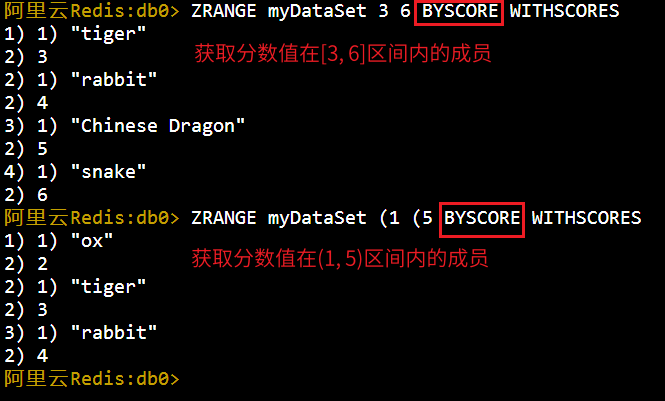 阿里云Redis:db0> ZRANGE myDataSet 3 6 BYSCORE WITHSCORES
1) 1) "tiger"
2) 3
获取分数值在[3, 6]区间内的成员
2) 1) "rabbit"
2) 4
3) 1) "Chinese Dragon"
2) 5
4) 1) "snake"
2) 6
阿里云Redis:db0> ZRANGE myDataSet (1 (5 BYSCORE WITHSCORES
1) 1) "ox"
2) 2
获取分数值在(1, 5)区间内的成员
2) 1) "tiger"
2) 3
3) 1) "rabbit"
2) 4
阿里云Redis:db0>